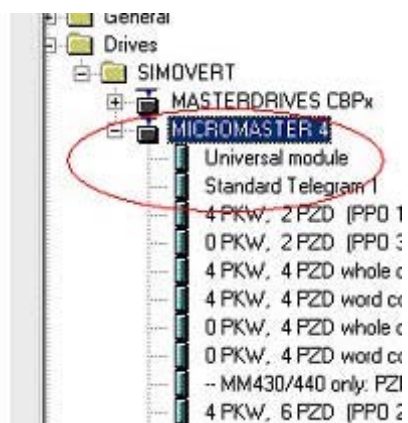 General
Drives
SIMOVERT
MASTERDRIVES CBPx
MICROMASTER 4
Universal module
Standard Telegram 1
4 PKW, 2 PZD (PPO 1
0 PKW, 2 PZD (PPO 3
4 PKW, 4 PZD whole c
4 PKW, 4 PZD word co
0 PKW, 4 PZD whole c
0 PKW, 4 PZD word co
-- MM430/440 only: PZD
4 PKW, 6 PZD (PPO 2